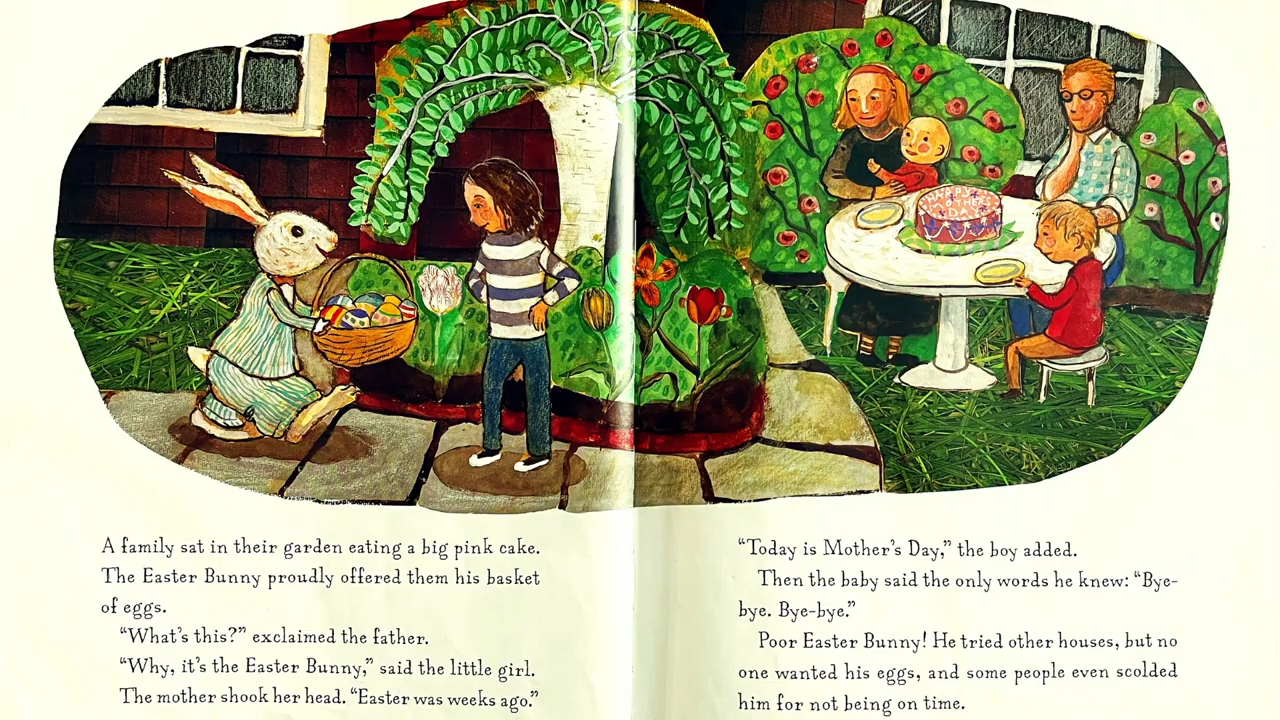 HAPPY
MOTHERS
DAY
A family sat in their garden eating a big pink cake.
The Easter Bunny proudly offered them his basket
of eggs.
“What’s this?” exclaimed the father.
“Why, it’s the Easter Bunny,” said the little girl.
The mother shook her head. “Easter was weeks ago.”
“Today is Mother’s Day,” the boy added.
Then the baby said the only words he knew: “Bye-
bye. Bye-bye.”
Poor Easter Bunny! He tried other houses, but no
one wanted his eggs, and some people even scolded
him for not being on time.